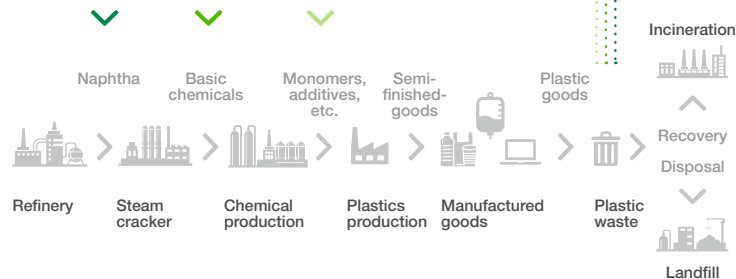 Incineration
Naphtha
Basic
chemicals
Monomers,
additives,
etc.
Semi-
finished-
goods
Plastic
goods
Recovery
Disposal
Refinery
Steam
cracker
Chemical
production
Plastics
production
Manufactured
goods
Plastic
waste
Landfill